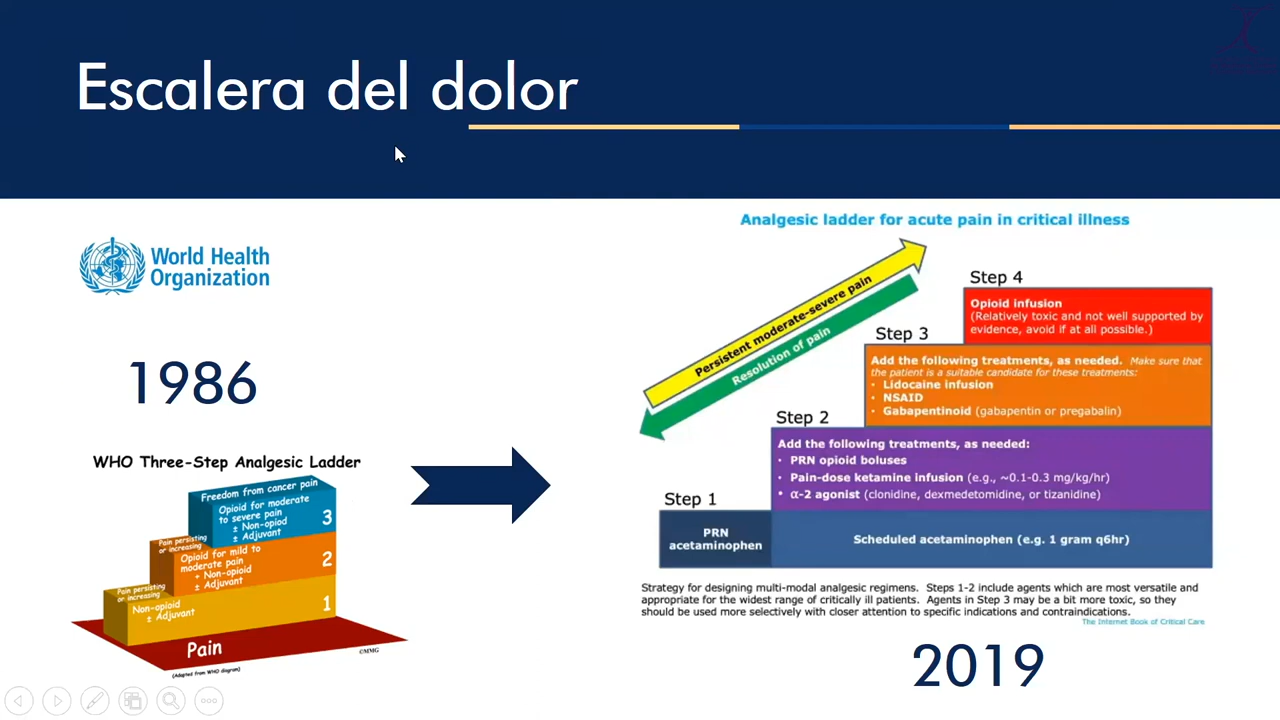 Escalera del dolor
World Health
Organization
1986
WHO Three-Step Analgesic Ladder
Freedom from cancer pain
Opioid for moderate
to severe pain
± Non-opiod
± Adjuvant
3
Pain persisting
or increasing
Opioid for mild to
moderate pain
+ Non-opioid
± Adjuvant
2
Pain persisting
or increasing
Non-opioid
± Adjuvant
1
Pain
©MMG
(Adapted from WHO diagram)
Analgesic ladder for acute pain in critical illness
Persistent moderate-severe pain
Resolution of pain
Step 4
Opioid infusion
(Relatively toxic and not well supported by
evidence, avoid if at all possible.)
Step 3
Add the following treatments, as needed. Make sure that
the patient is a suitable candidate for these treatments:
• Lidocaine infusion
• NSAID
• Gabapentinoid (gabapentin or pregabalin)
Step 2
Add the following treatments, as needed:
• PRN opioid boluses
• Pain-dose ketamine infusion (e.g., ~0.1-0.3 mg/kg/hr)
• α-2 agonist (clonidine, dexmedetomidine, or tizanidine)
Step 1
PRN
acetaminophen
Scheduled acetaminophen (e.g. 1 gram q6hr)
Strategy for designing multi-modal analgesic regimens. Steps 1-2 include agents which are most versatile and
appropriate for the widest range of critically ill patients. Agents in Step 3 may be a bit more toxic, so they
should be used more selectively with closer attention to specific indications and contraindications.
The Internet Book of Critical Care
2019